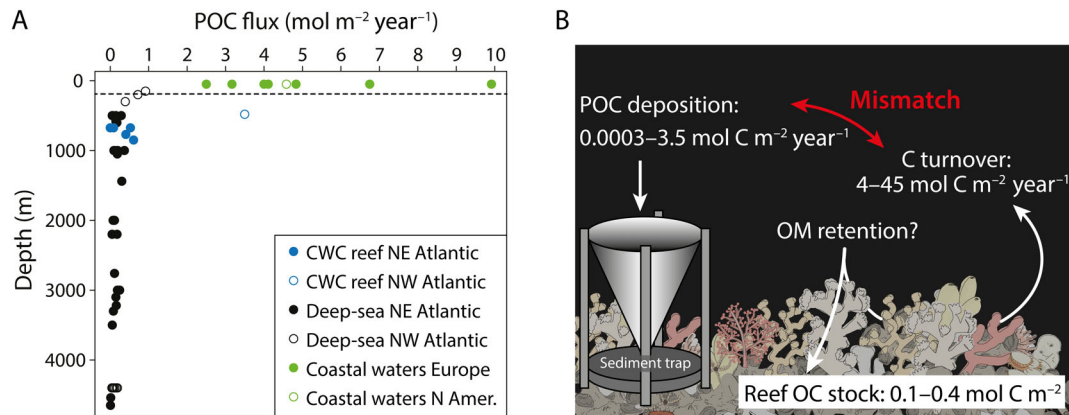 A
POC flux (mol m⁻² year⁻¹)
0 1 2 3 4 5 6 7 8 9 10
Depth (m)
0
1000
2000
3000
4000
CWC reef NE Atlantic
CWC reef NW Atlantic
Deep-sea NE Atlantic
Deep-sea NW Atlantic
Coastal waters Europe
Coastal waters N Amer.
B
POC deposition:
0.0003–3.5 mol C m⁻² year⁻¹
Mismatch
C turnover:
4–45 mol C m⁻² year⁻¹
OM retention?
Sediment trap
Reef OC stock: 0.1–0.4 mol C m⁻²